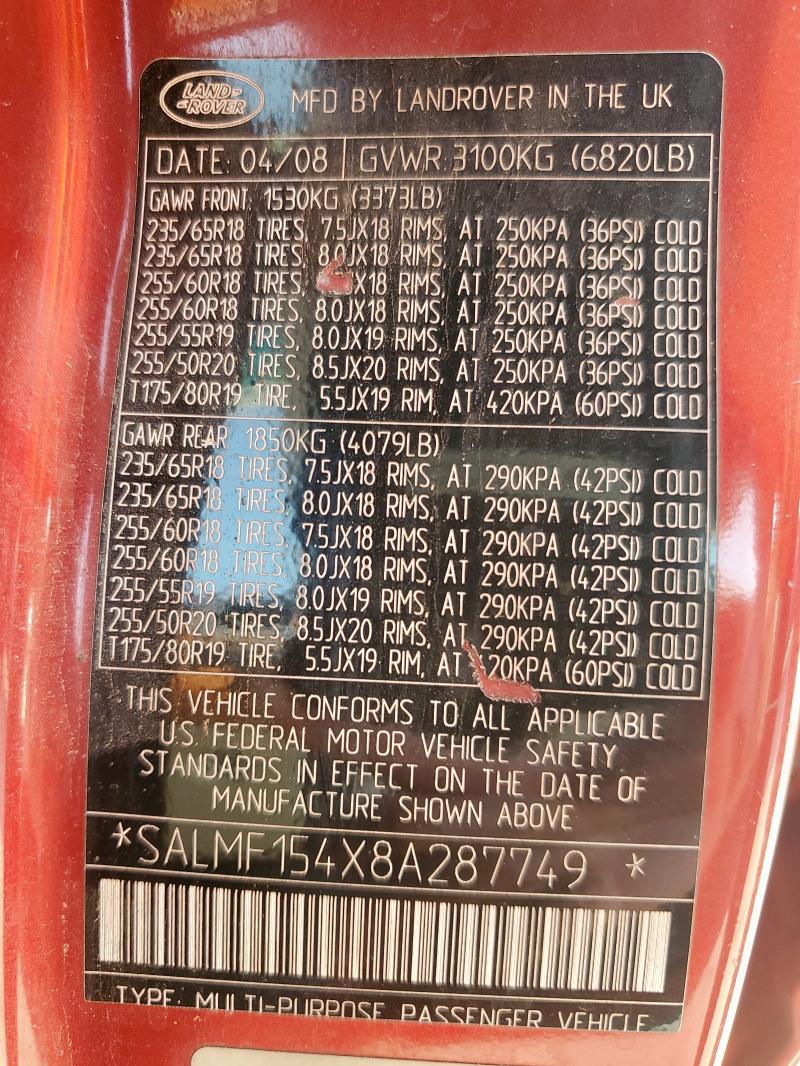 LAND-ROVER
MFD BY LANDROVER IN THE UK
DATE: 04/08 GVWR 3100KG (6820LB)
GAWR FRONT 1530KG (3373LB)
235/65R18 TIRES, 7.5JX18 RIMS, AT 250KPA (36PSI) COLD
235/65R18 TIRES, 8.0JX18 RIMS, AT 250KPA (36PSI) COLD
255/60R18 TIRES, X18 RIMS, AT 250KPA (36PSI) COLD
255/60R18 TIRES, 8.0JX18 RIMS, AT 250KPA (36PSI) COLD
255/55R19 TIRES, 8.0JX19 RIMS, AT 250KPA (36PSI) COLD
255/50R20 TIRES, 8.5JX20 RIMS, AT 250KPA (36PSI) COLD
T175/80R19 TIRE, 5.5JX19 RIM, AT 420KPA (60PSI) COLD
GAWR REAR 1850KG (4079LB)
235/65R18 TIRES, 7.5JX18 RIMS, AT 290KPA (42PSI) COLD
235/65R18 TIRES, 8.0JX18 RIMS, AT 290KPA (42PSI) COLD
255/60R18 TIRES, 7.5JX18 RIMS, AT 290KPA (42PSI) COLD
255/60R18 TIRES, 8.0JX18 RIMS, AT 290KPA (42PSI) COLD
255/55R19 TIRES, 8.0JX19 RIMS, AT 290KPA (42PSI) COLD
255/50R20 TIRES, 8.5JX20 RIMS, AT 290KPA (42PSI) COLD
T175/80R19 TIRE, 5.5JX19 RIM, AT 20KPA (60PSI) COLD
THIS VEHICLE CONFORMS TO ALL APPLICABLE
U.S. FEDERAL MOTOR VEHICLE SAFETY
STANDARDS IN EFFECT ON THE DATE OF
MANUFACTURE SHOWN ABOVE
*SALMF154X8A287749 *
TYPE: MULTI-PURPOSE PASSENGER VEHICLE